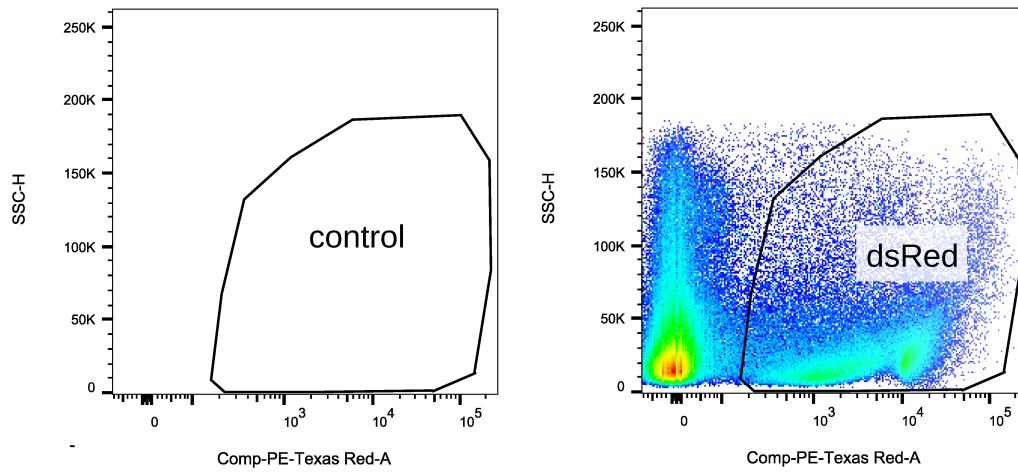 250K
200K
150K
100K
50K
0
SSC-H
control
0 10³ 10⁴ 10⁵
Comp-PE-Texas Red-A
-
250K
200K
150K
100K
50K
0
SSC-H
dsRed
0 10³ 10⁴ 10⁵
Comp-PE-Texas Red-A